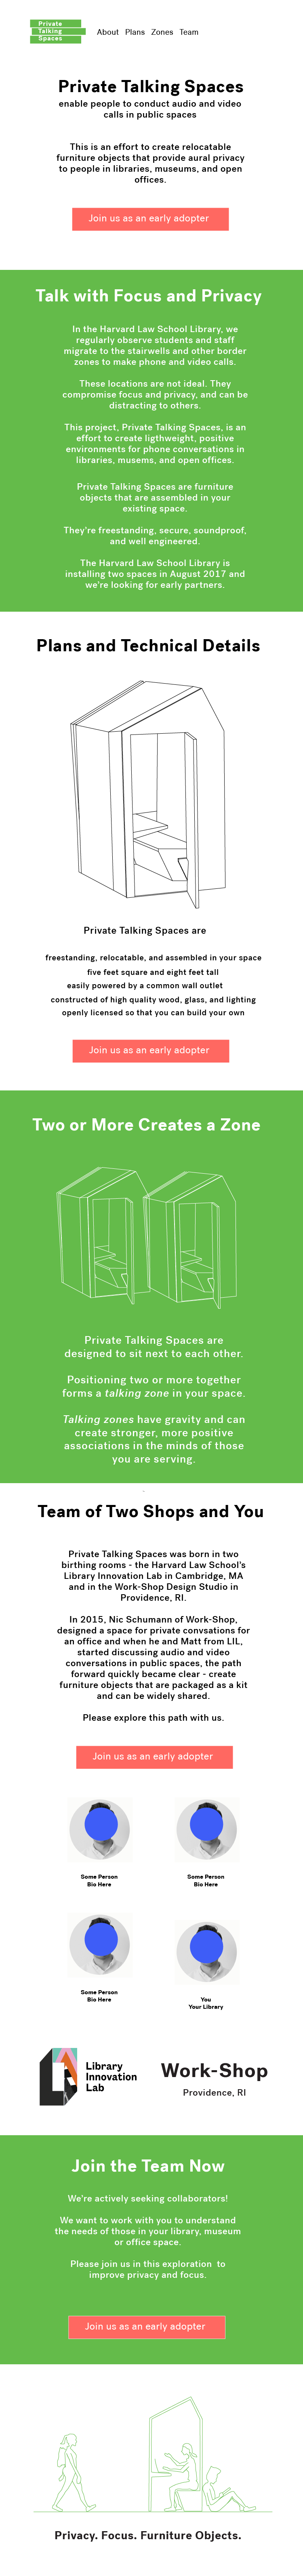 Private
Talking
Spaces
About Plans Zones Team
Private Talking Spaces
enable people to conduct audio and video
calls in public spaces
This is an effort to create relocatable
furniture objects that provide aural privacy
to people in libraries, museums, and open
offices.
Join us as an early adopter
Talk with Focus and Privacy
In the Harvard Law School Library, we
regularly observe students and staff
migrate to the stairwells and other border
zones to make phone and video calls.
These locations are not ideal. They
compromise focus and privacy, and can be
distracting to others.
This project, Private Talking Spaces, is an
effort to create ligthweight, positive
environments for phone conversations in
libraries, musems, and open offices.
Private Talking Spaces are furniture
objects that are assembled in your
existing space.
They're freestanding, secure, soundproof,
and well engineered.
The Harvard Law School Library is
installing two spaces in August 2017 and
we're looking for early partners.
Plans and Technical Details
Private Talking Spaces are
freestanding, relocatable, and assembled in your space
five feet square and eight feet tall
easily powered by a common wall outlet
constructed of high quality wood, glass, and lighting
openly licensed so that you can build your own
Join us as an early adopter
Two or More Creates a Zone
Private Talking Spaces are
designed to sit next to each other.
Positioning two or more together
forms a talking zone in your space.
Talking zones have gravity and can
create stronger, more positive
associations in the minds of those
you are serving.
Team of Two Shops and You
Private Talking Spaces was born in two
birthing rooms - the Harvard Law School's
Library Innovation Lab in Cambridge, MA
and in the Work-Shop Design Studio in
Providence, RI.
In 2015, Nic Schumann of Work-Shop,
designed a space for private convsations for
an office and when he and Matt from LIL,
started discussing audio and video
conversations in public spaces, the path
forward quickly became clear - create
furniture objects that are packaged as a kit
and can be widely shared.
Please explore this path with us.
Join us as an early adopter
Some Person
Bio Here
Some Person
Bio Here
Some Person
Bio Here
You
Your Library
Library
Innovation
Lab
Work-Shop
Providence, RI
Join the Team Now
We're actively seeking collaborators!
We want to work with you to understand
the needs of those in your library, museum
or office space.
Please join us in this exploration to
improve privacy and focus.
Join us as an early adopter
Privacy. Focus. Furniture Objects.